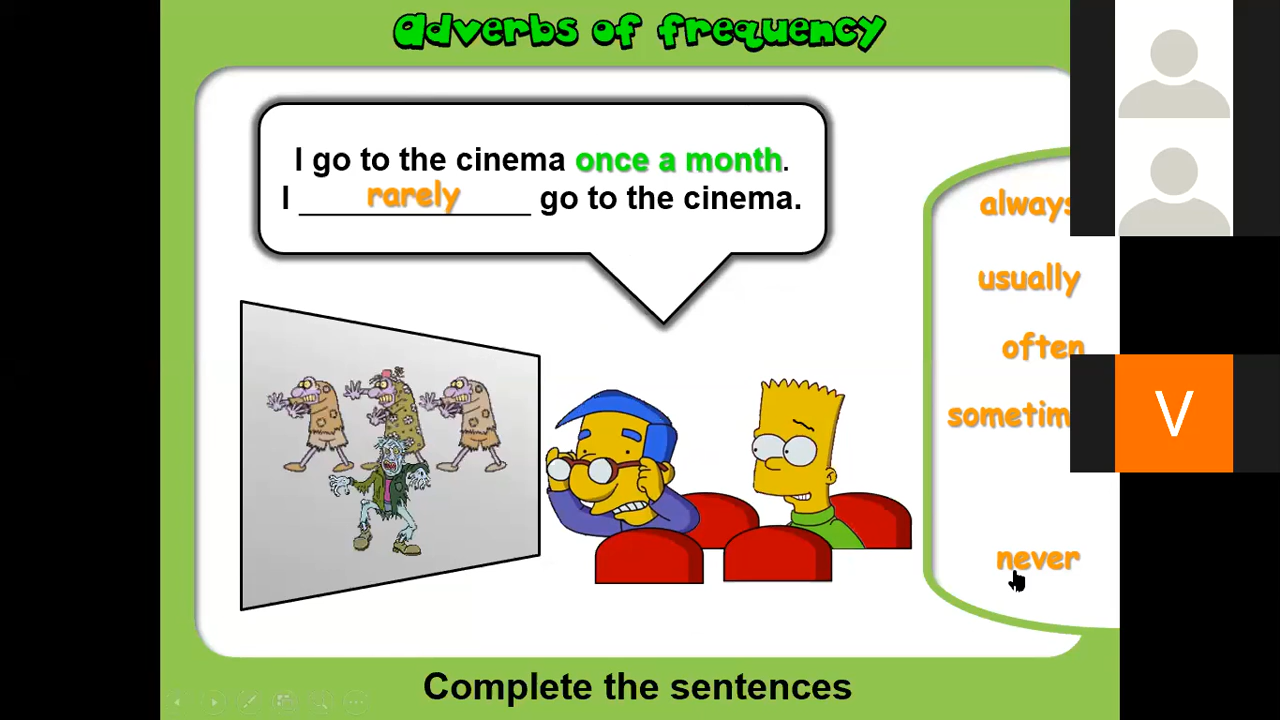 Adverbs of frequency
I go to the cinema once a month.
I rarely go to the cinema.
always
usually
often
sometim
never
V
Complete the sentences